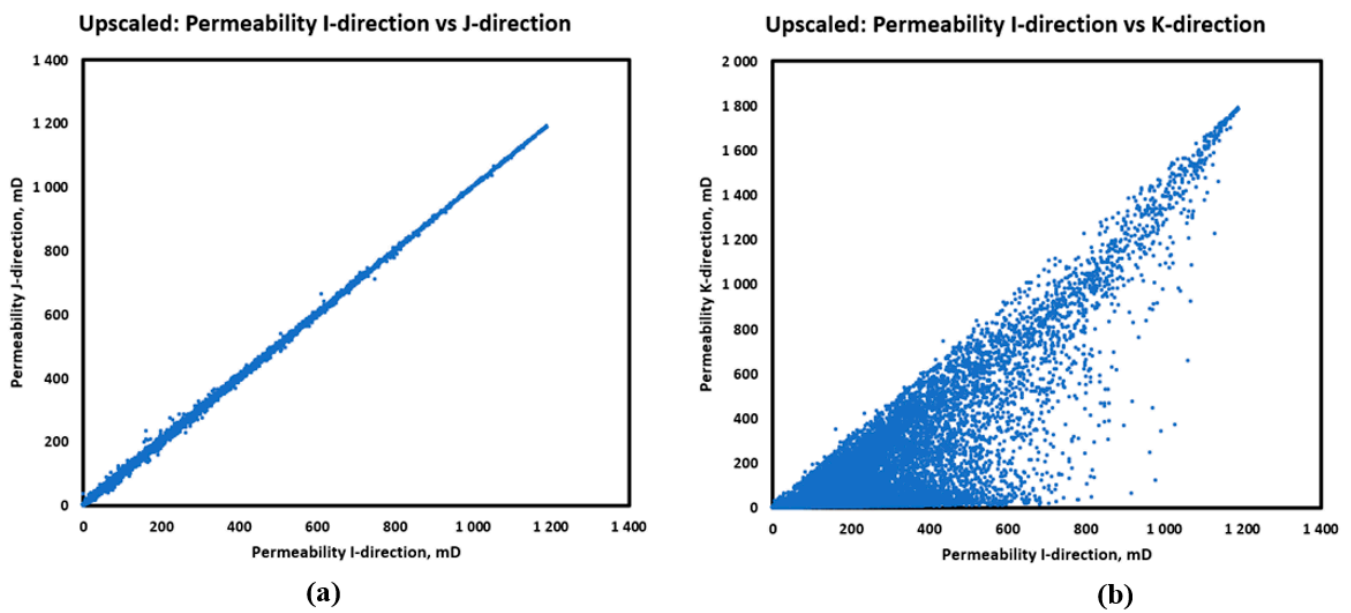 Upscaled: Permeability I-direction vs J-direction
1 400
1 200
1 000
800
600
400
200
0
Permeability J-direction, mD
0 200 400 600 800 1 000 1 200 1 400
Permeability I-direction, mD
(a)
Upscaled: Permeability I-direction vs K-direction
2 000
1 800
1 600
1 400
1 200
1 000
800
600
400
200
0
Permeability K-direction, mD
0 200 400 600 800 1 000 1 200 1 400
Permeability I-direction, mD
(b)